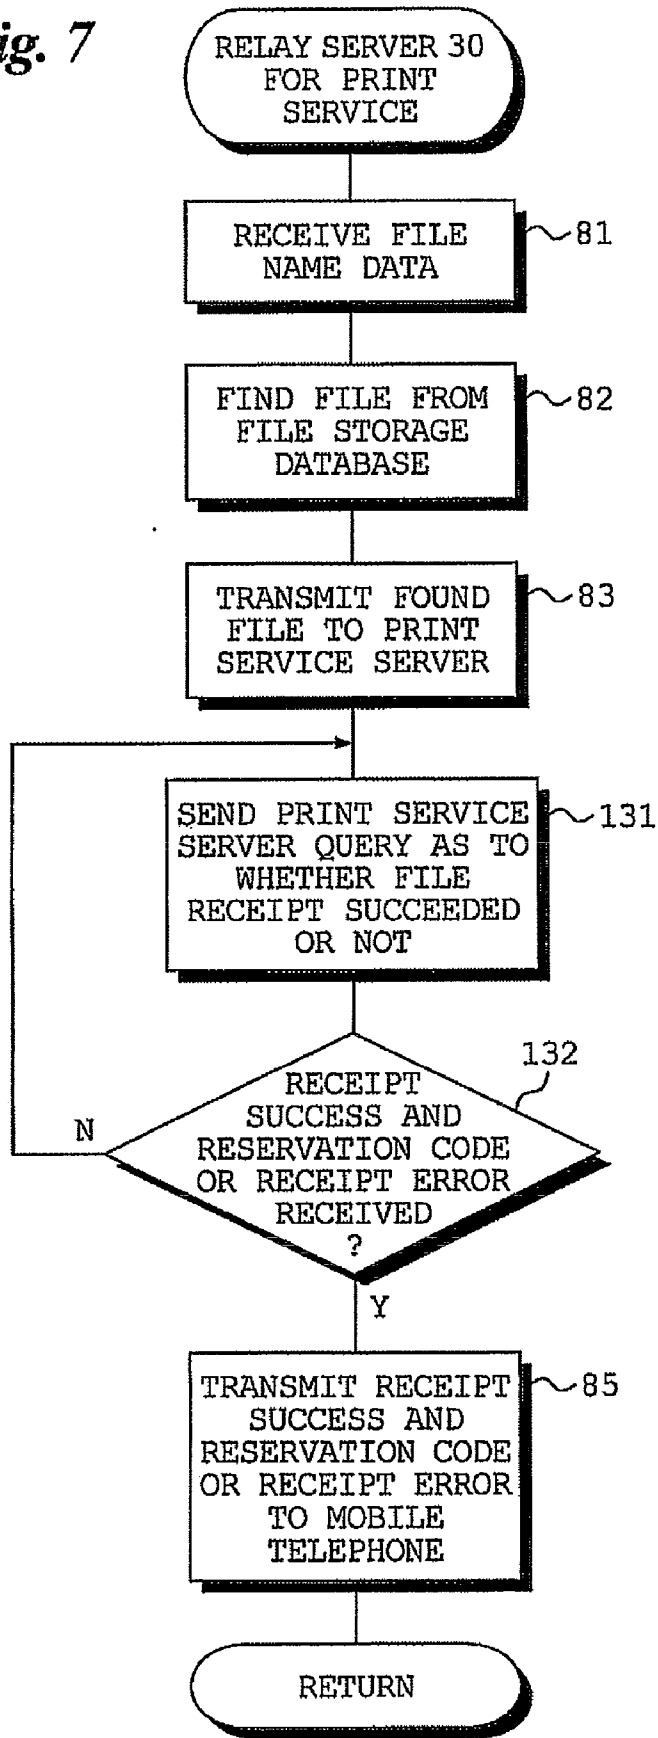 ig. 7
RELAY SERVER 30
FOR PRINT
SERVICE
RECEIVE FILE
NAME DATA
81
FIND FILE FROM
FILE STORAGE
DATABASE
82
TRANSMIT FOUND
FILE TO PRINT
SERVICE SERVER
83
SEND PRINT SERVICE
SERVER QUERY AS TO
WHETHER FILE
RECEIPT SUCCEEDED
OR NOT
131
132
RECEIPT
SUCCESS AND
RESERVATION CODE
OR RECEIPT ERROR
RECEIVED
?
N
Y
TRANSMIT RECEIPT
SUCCESS AND
RESERVATION CODE
OR RECEIPT ERROR
TO MOBILE
TELEPHONE
85
RETURN